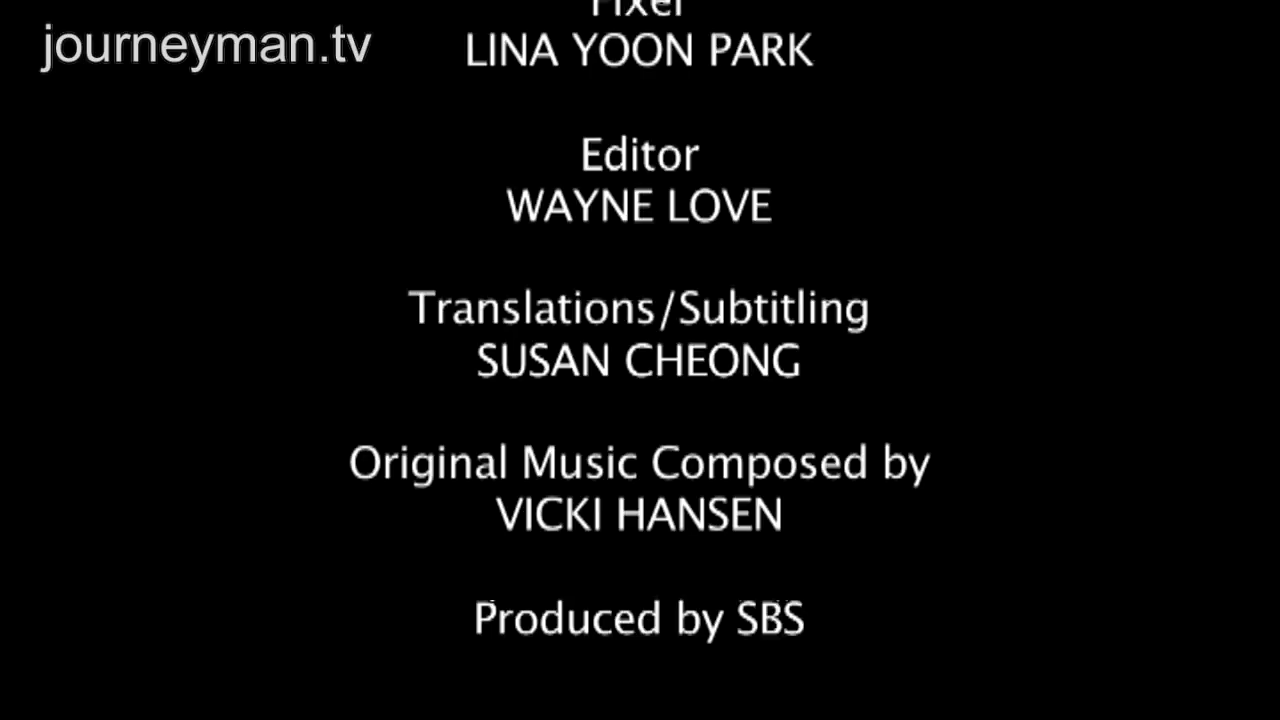 journeyman.tv
Fixer
LINA YOON PARK
Editor
WAYNE LOVE
Translations/Subtitling
SUSAN CHEONG
Original Music Composed by
VICKI HANSEN
Produced by SBS